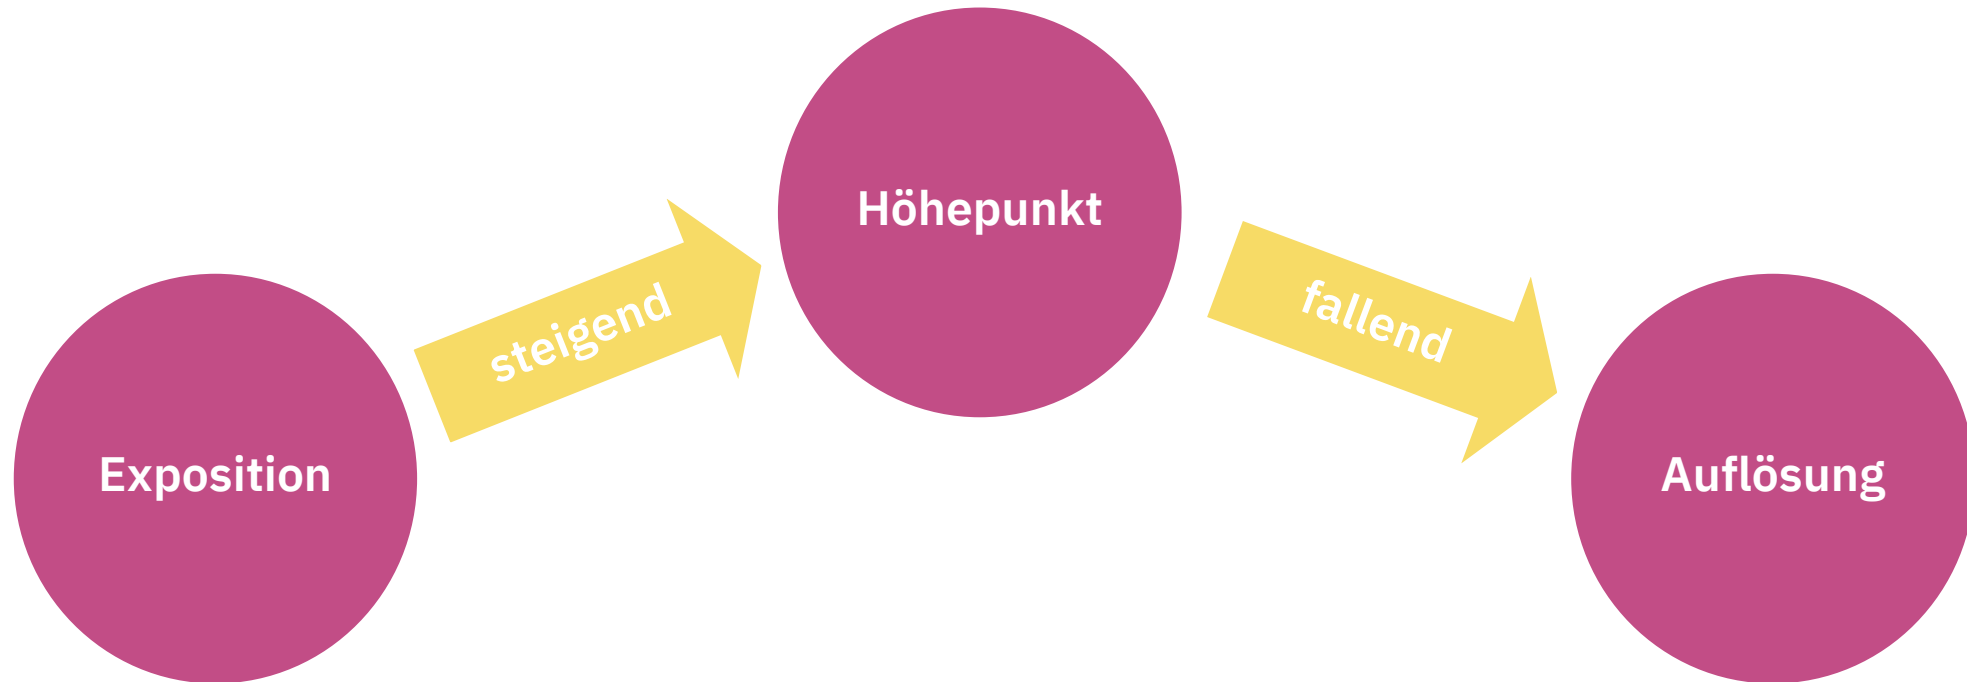 Exposition
steigend
Höhepunkt
fallend
Auflösung